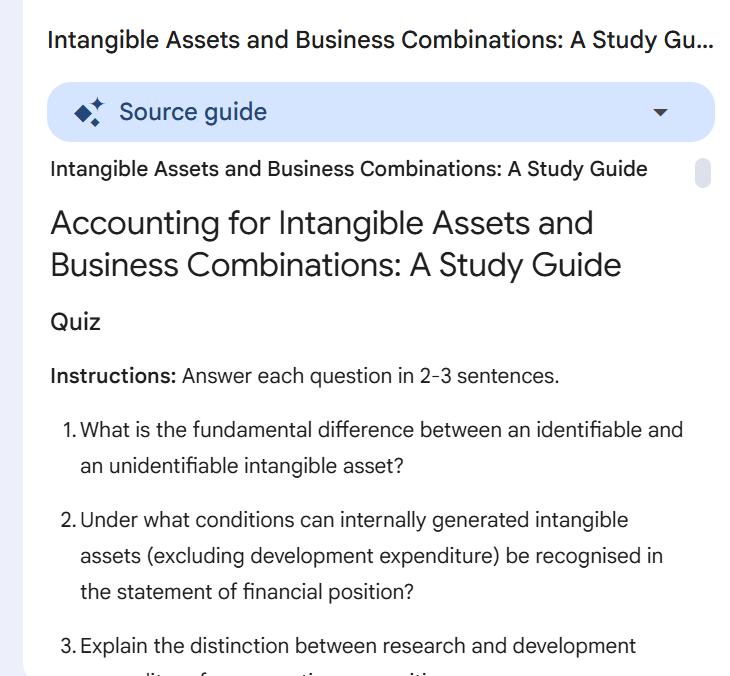 Intangible Assets and Business Combinations: A Study Gu...
Source guide
Intangible Assets and Business Combinations: A Study Guide
Accounting for Intangible Assets and
Business Combinations: A Study Guide
Quiz
Instructions: Answer each question in 2-3 sentences.
1. What is the fundamental difference between an identifiable and
an unidentifiable intangible asset?
2. Under what conditions can internally generated intangible
assets (excluding development expenditure) be recognised in
the statement of financial position?
3. Explain the distinction between research and development